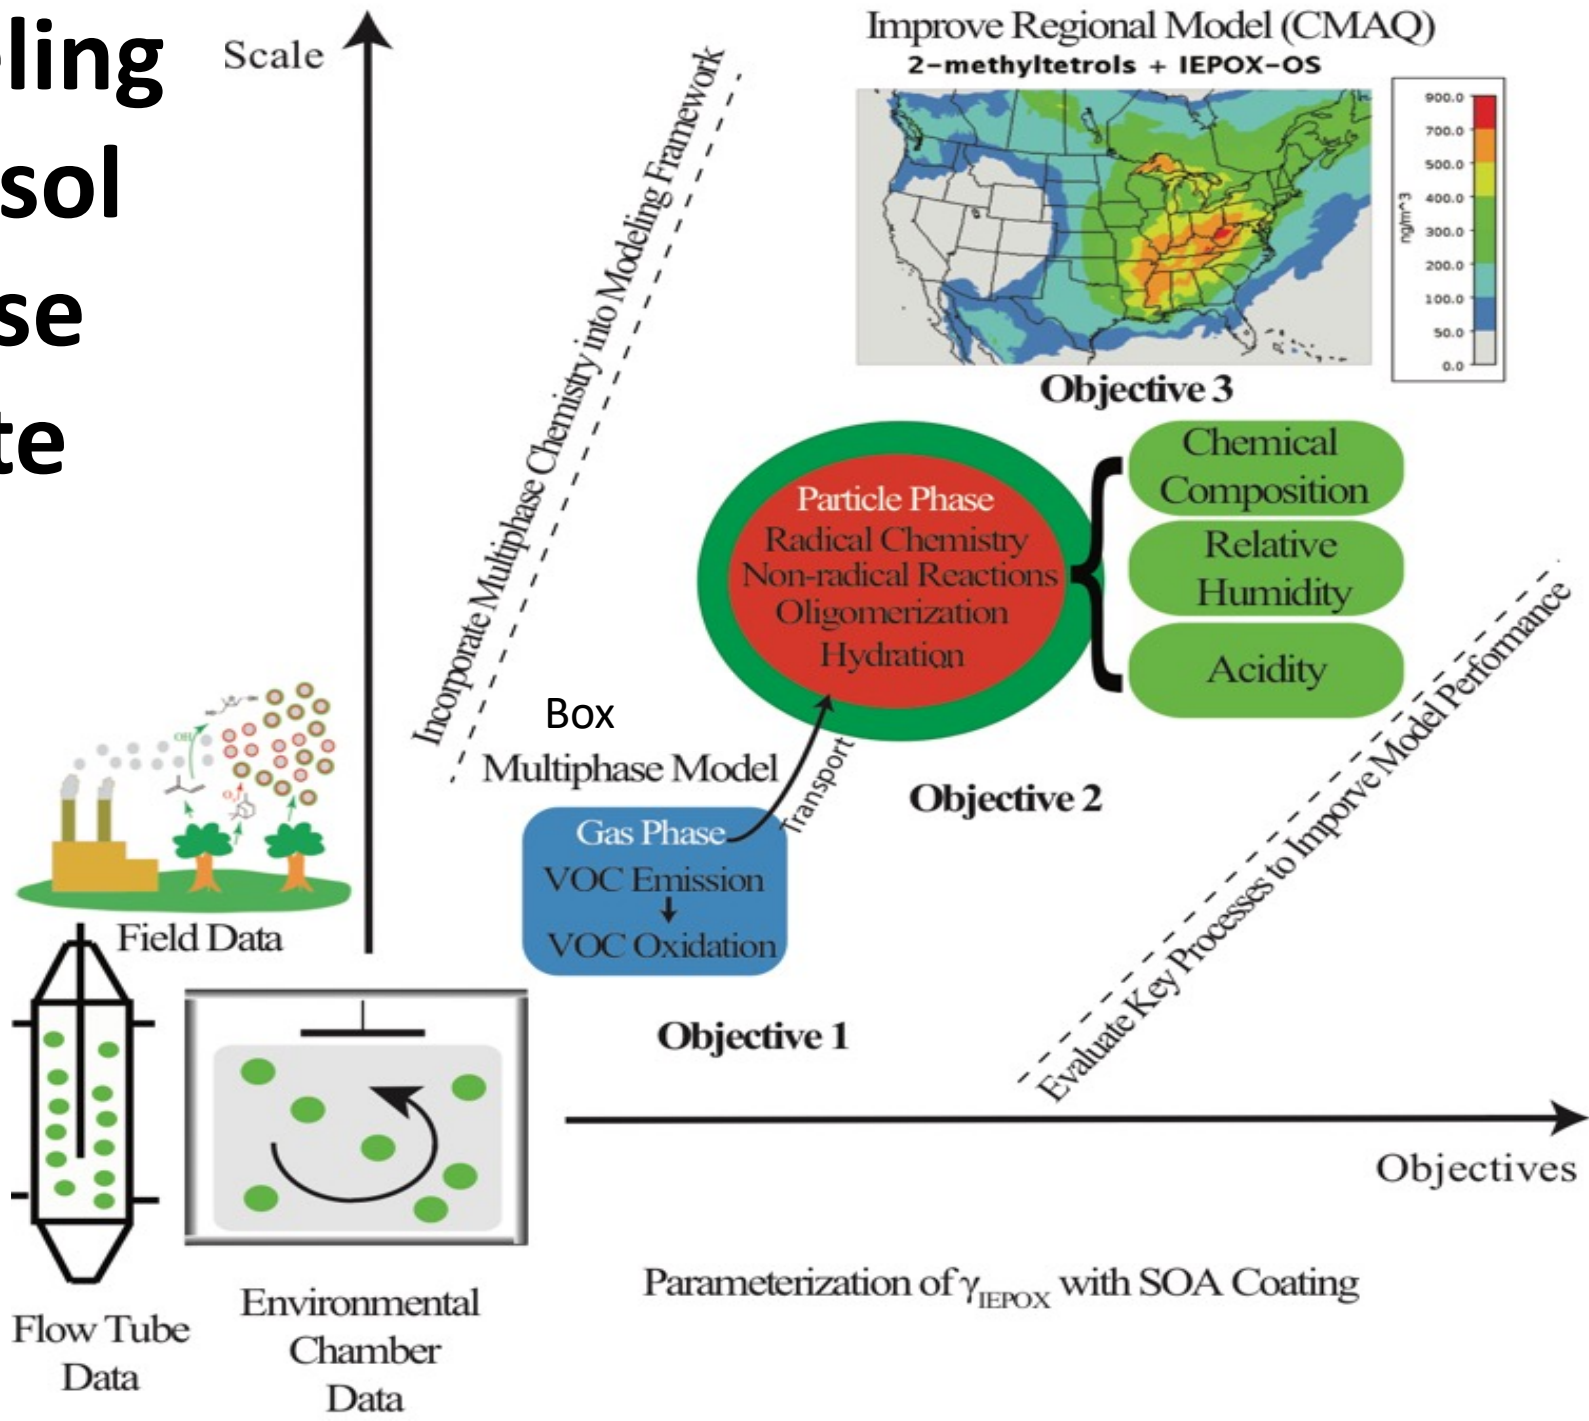 eling
sol
se
te
Scale
Incorporate Multiphase Chemistry into Modeling Framework
Improve Regional Model (CMAQ)
2-methyltetrols + IEPOX-OS
900.0
700.0
500.0
400.0
300.0
200.0
100.0
50.0
0.0
ng/m^3
Objective 3
Particle Phase
Radical Chemistry
Non-radical Reactions
Oligomerization
Hydration
Chemical
Composition
Relative
Humidity
Acidity
Box
Multiphase Model
Transport
Gas Phase
VOC Emission
VOC Oxidation
Objective 2
Objective 1
Evaluate Key Processes to Imporve Model Performance
Objectives
OH
O3
Field Data
Flow Tube
Data
Environmental
Chamber
Data
Parameterization of γIEPOX with SOA Coating